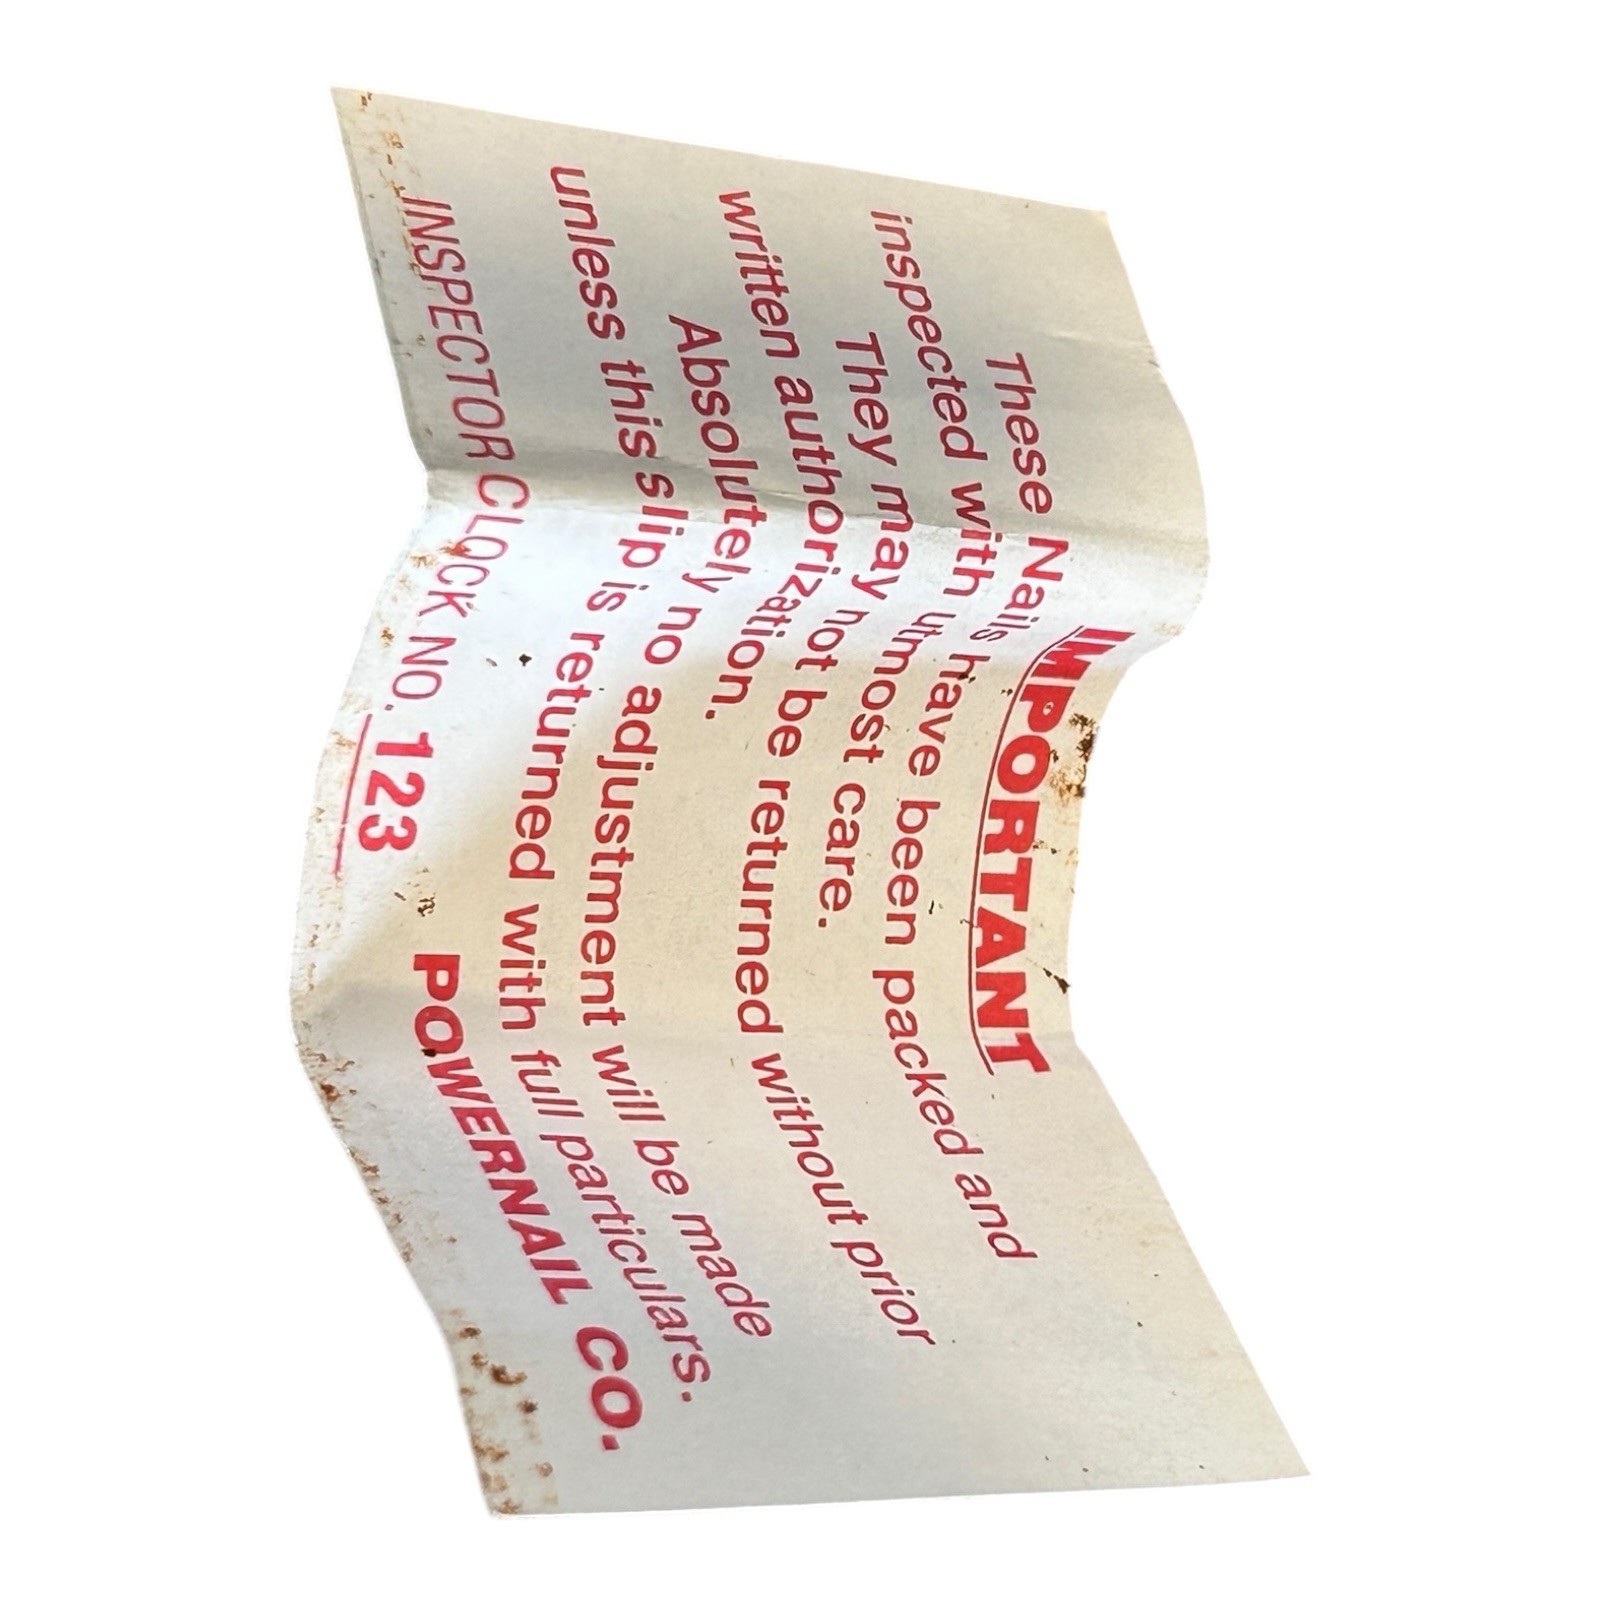 IMPORTANT
These Nails have been packed and
inspected with utmost care.
They may not be returned without prior
written authorization.
Absolutely no adjustment will be made
unless this slip is returned with full particulars.
INSPECTOR CLOCK NO. 123 POWERNAIL CO.